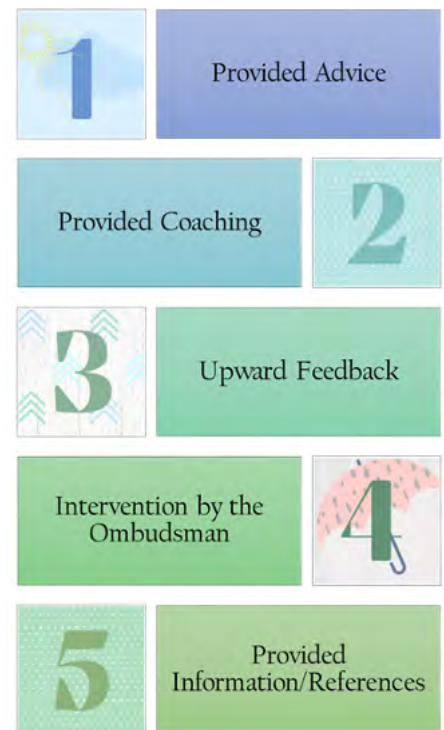 1
Provided Advice
Provided Coaching
2
3
Upward Feedback
Intervention by the
Ombudsman
4
5
Provided
Information/References